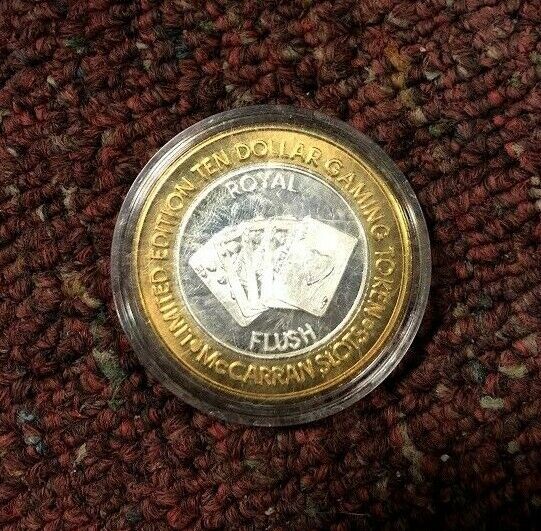 LIMITED EDITION TEN DOLLAR GAMING TOKEN
• McCARRAN SLOTS •
ROYAL
FLUSH